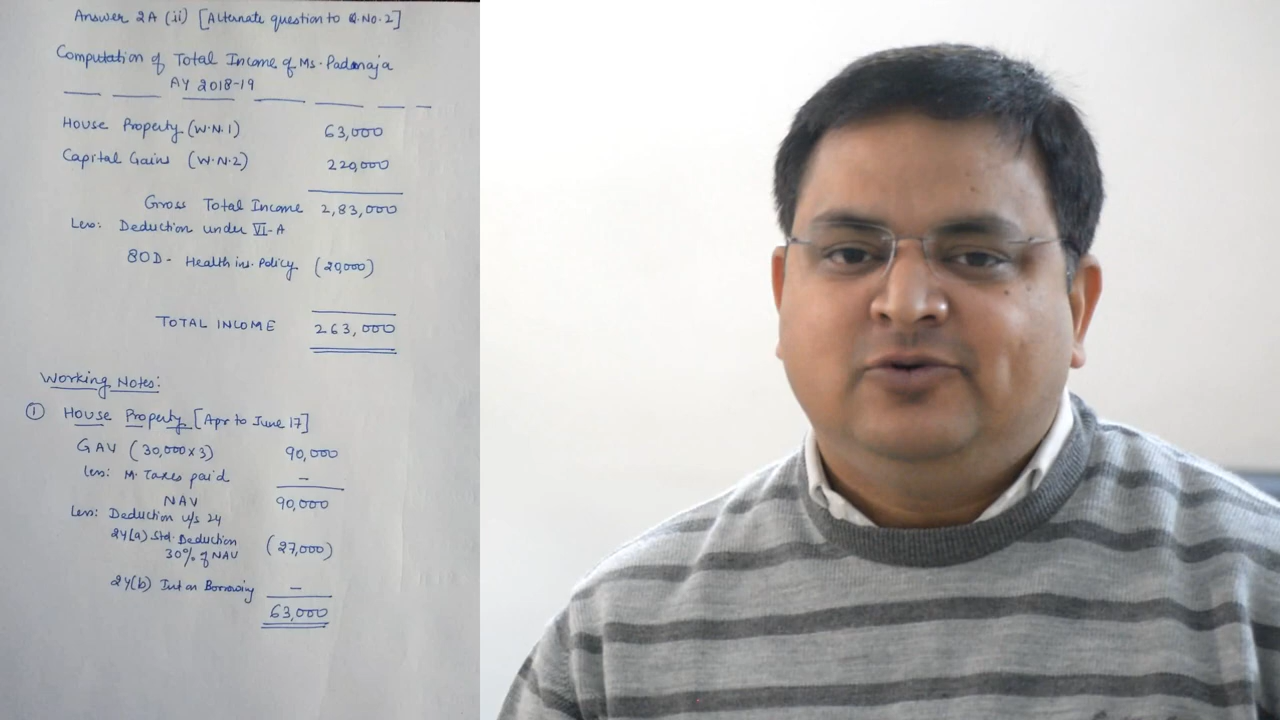 Answer 2A (ii) [Alternate question to Q.No.2]
Computation of Total Income of Ms. Padmaja
AY 2018-19
House Property (W.N.1) 63,000
Capital Gains (W.N.2) 220,000
Gross Total Income 2,83,000
Less: Deduction under VI-A
80D- Health ins. Policy (20,000)
TOTAL INCOME 263,000
Working Notes:
① House Property [Apr to June 17]
GAV (30,000x3) 90,000
less: M. Taxes paid —
NAV 90,000
Less: Deduction u/s 24
24(a) Std. Deduction (27,000)
30% of NAV
24(b) Int on Borrowing —
63,000